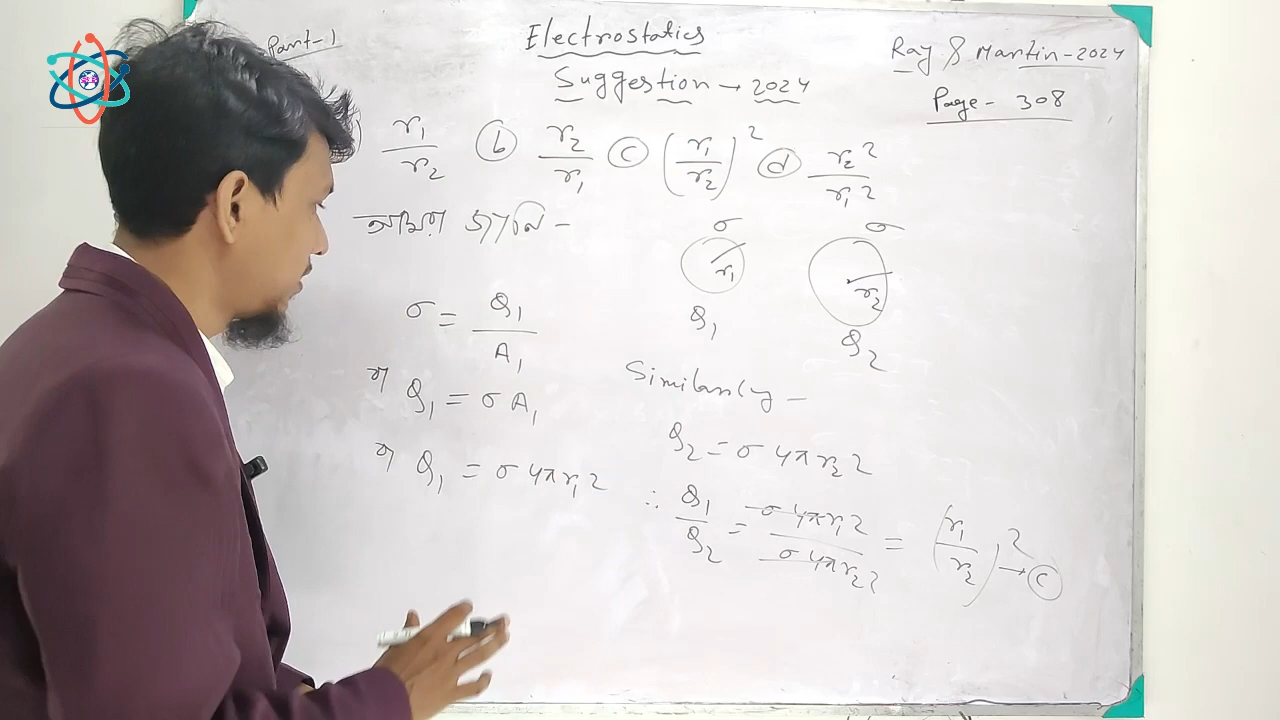 Part-1
Electrostatics
Suggestion → 2024
Ray & Martin-2024
Page - 308
) r₁/r₂ (b) r₂/r₁ (c) (r₁/r₂)² (d) r₂²/r₁²
আমরা জানি -
σ σ
r₁ r₂
Q₁ Q₂
σ = Q₁/A₁
বা Q₁ = σ A₁
বা Q₁ = σ 4πr₁²
Similarly -
Q₂ = σ 4πr₂²
∴ Q₁/Q₂ = σ 4πr₁²/σ 4πr₂² = (r₁/r₂)² → (c)